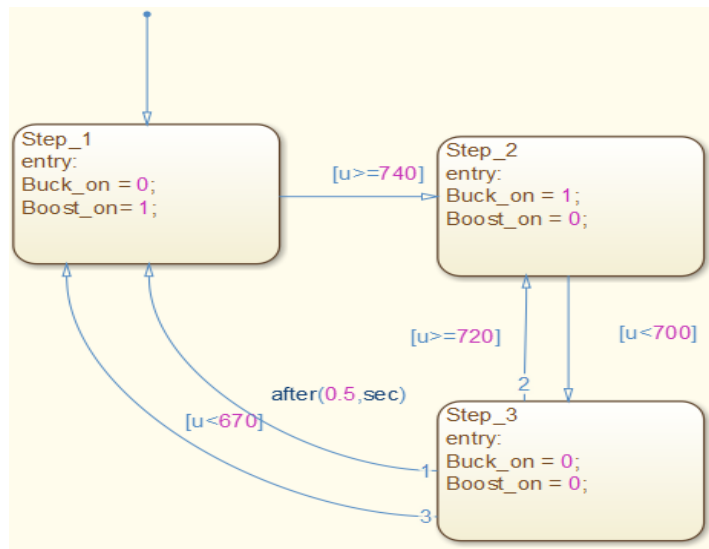 Step_1
entry:
Buck_on = 0;
Boost_on= 1;
[u>=740]
Step_2
entry:
Buck_on = 1;
Boost_on = 0;
[u>=720]
[u<700]
after(0.5,sec)
[u<670]
2
Step_3
entry:
Buck_on = 0;
Boost_on = 0;
1
3